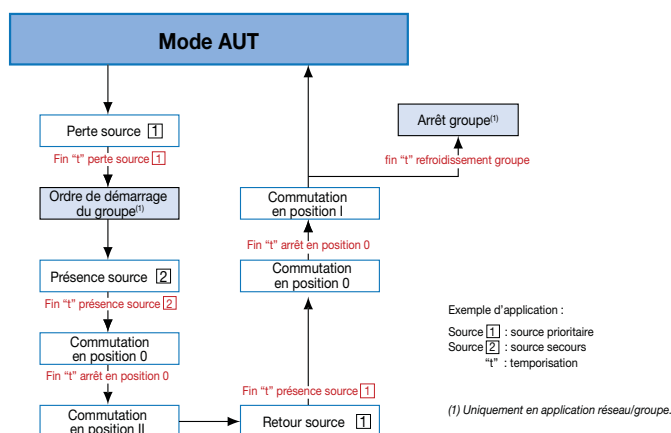 Mode AUT
Perte source 1
Fin “t” perte source 1
Ordre de démarrage
du groupe(1)
Présence source 2
Fin “t” présence source 2
Commutation
en position 0
Fin “t” arrêt en position 0
Commutation
en position II
Retour source 1
Fin “t” présence source 1
Commutation
en position 0
Fin “t” arrêt en position 0
Commutation
en position I
fin “t” refroidissement groupe
Arrêt groupe(1)
Exemple d'application :
Source 1 : source prioritaire
Source 2 : source secours
“t” : temporisation
(1) Uniquement en application réseau/groupe.